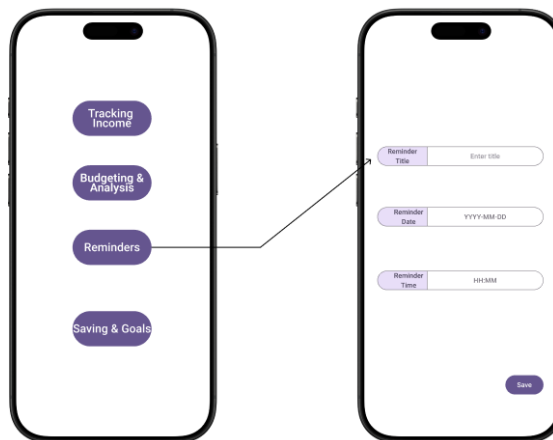 Tracking
Income
Budgeting &
Analysis
Reminders
Saving & Goals
Reminder
Title
Enter title
Reminder
Date
YYYY-MM-DD
Reminder
Time
HH:MM
Save